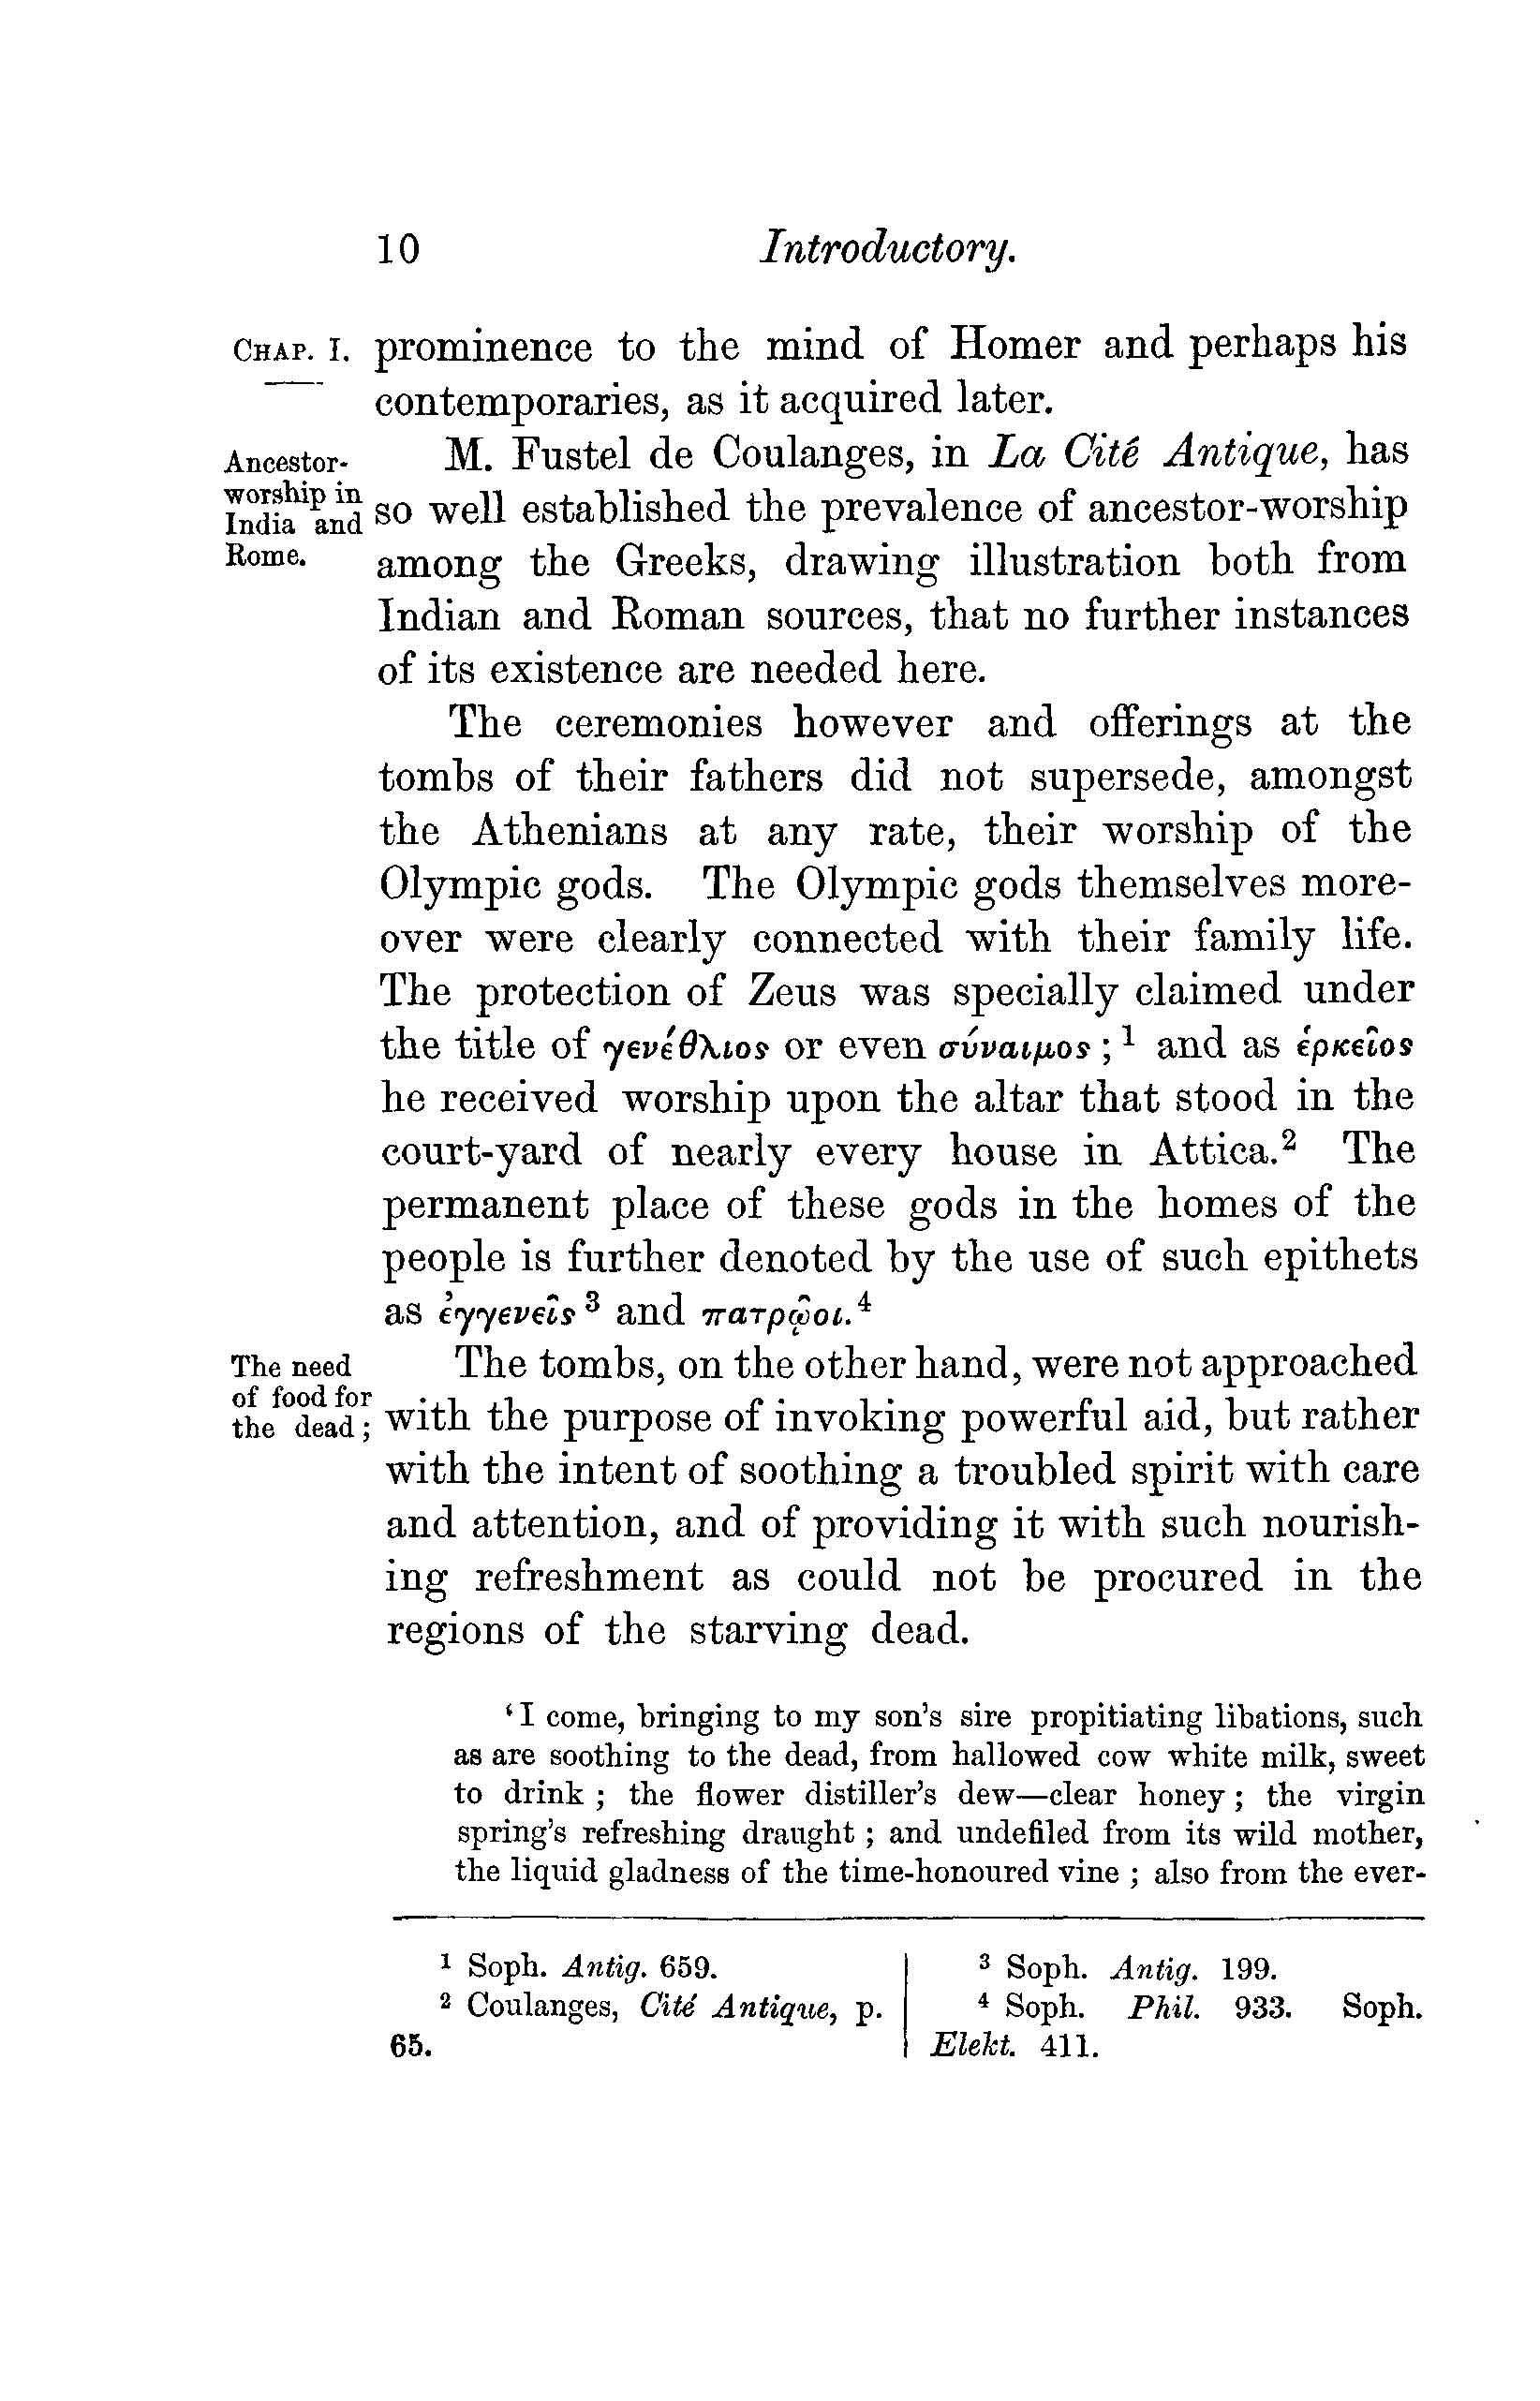 10 Introductory.
CHAP. I.
prominence to the mind of Homer and perhaps his
contemporaries, as it acquired later.
Ancestor-
worship in
India and
Rome.
M. Fustel de Coulanges, in La Cité Antique, has
so well established the prevalence of ancestor-worship
among the Greeks, drawing illustration both from
Indian and Roman sources, that no further instances
of its existence are needed here.
The ceremonies however and offerings at the
tombs of their fathers did not supersede, amongst
the Athenians at any rate, their worship of the
Olympic gods. The Olympic gods themselves more-
over were clearly connected with their family life.
The protection of Zeus was specially claimed under
the title of γενέθλιος or even σύναιμος ; ¹ and as ἑρκεῖος
he received worship upon the altar that stood in the
court-yard of nearly every house in Attica.² The
permanent place of these gods in the homes of the
people is further denoted by the use of such epithets
as ἐγγενεῖς ³ and πατρῷοι.⁴
The need
of food for
the dead ;
The tombs, on the other hand, were not approached
with the purpose of invoking powerful aid, but rather
with the intent of soothing a troubled spirit with care
and attention, and of providing it with such nourish-
ing refreshment as could not be procured in the
regions of the starving dead.
‘I come, bringing to my son’s sire propitiating libations, such
as are soothing to the dead, from hallowed cow white milk, sweet
to drink ; the flower distiller’s dew—clear honey ; the virgin
spring’s refreshing draught ; and undefiled from its wild mother,
the liquid gladness of the time-honoured vine ; also from the ever-
¹ Soph. Antig. 659.
² Coulanges, Cité Antique, p.
65.
³ Soph. Antig. 199.
⁴ Soph. Phil. 933. Soph.
Elekt. 411.